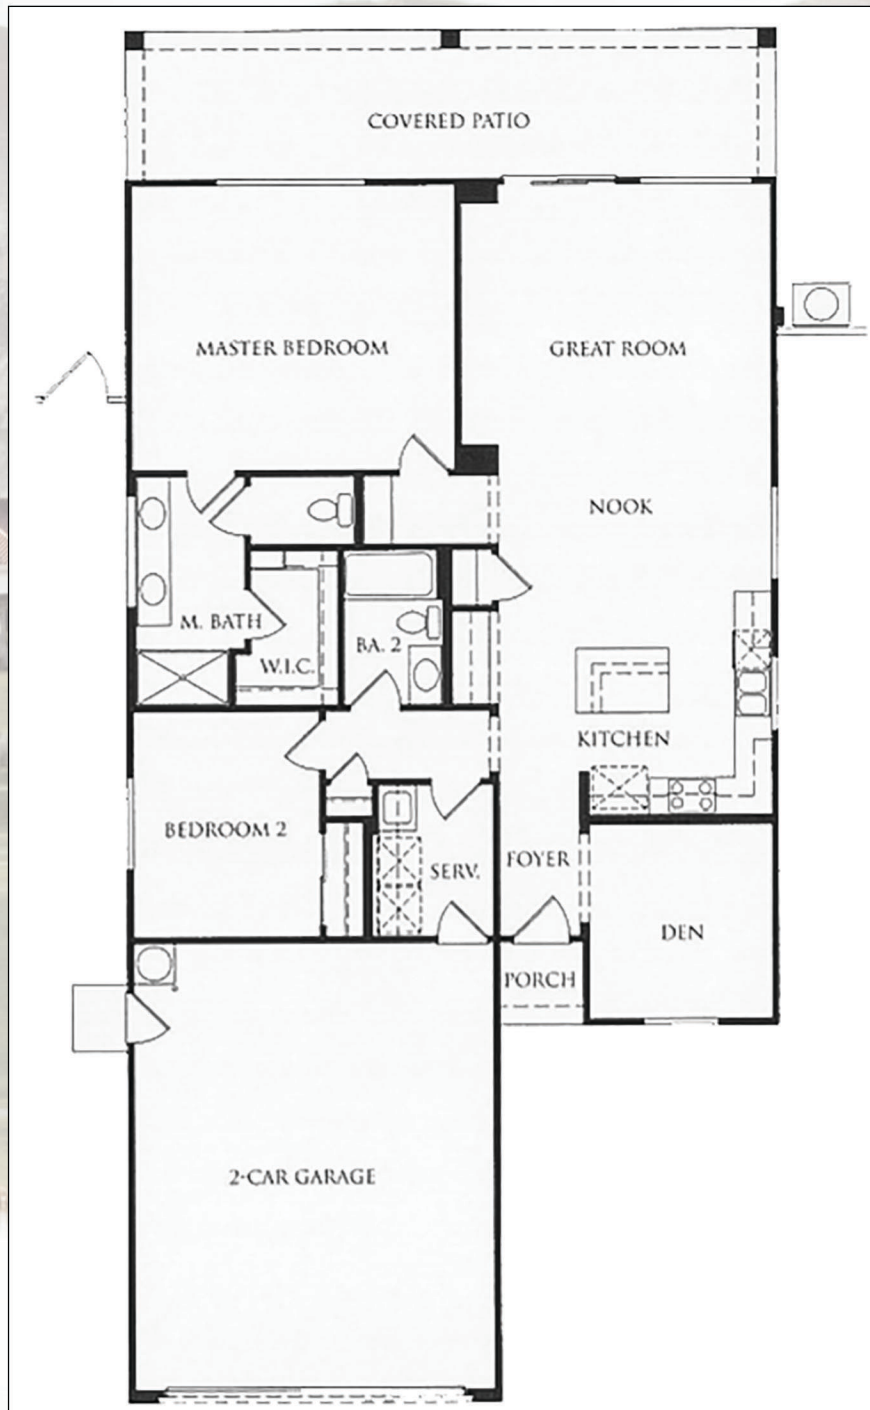 COVERED PATIO
MASTER BEDROOM
GREAT ROOM
NOOK
M. BATH
W.I.C.
BA. 2
KITCHEN
BEDROOM 2
SERV.
FOYER
DEN
PORCH
2-CAR GARAGE